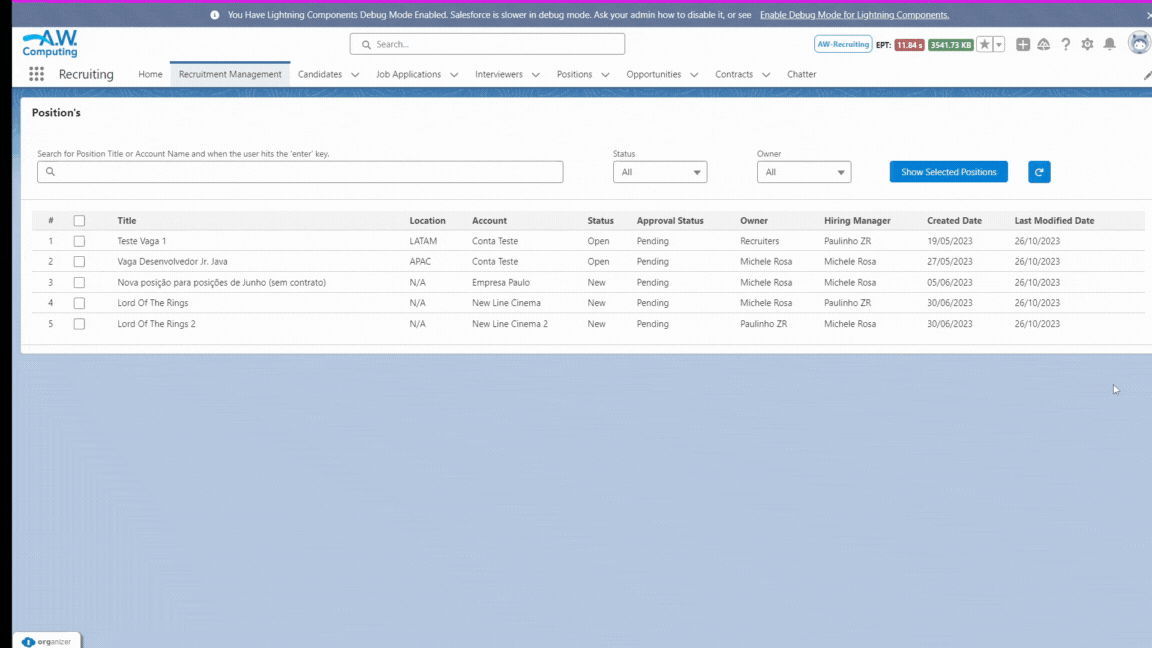 You Have Lightning Components Debug Mode Enabled. Salesforce is slower in debug mode. Ask your admin how to disable it, or see Enable Debug Mode for Lightning Components.
A.W. Computing
Search...
AW-Recruiting EPT: 11.84 s 3541.73 KB
Recruiting Home Recruitment Management Candidates Job Applications Interviewers Positions Opportunities Contracts Chatter
Position's
Search for Position Title or Account Name and when the user hits the 'enter' key. Status Owner
All All Show Selected Positions
# Title Location Account Status Approval Status Owner Hiring Manager Created Date Last Modified Date
1 Teste Vaga 1 LATAM Conta Teste Open Pending Recruiters Paulinho ZR 19/05/2023 26/10/2023
2 Vaga Desenvolvedor Jr. Java APAC Conta Teste Open Pending Michele Rosa Michele Rosa 27/05/2023 26/10/2023
3 Nova posição para posições de Junho (sem contrato) N/A Empresa Paulo New Pending Michele Rosa Michele Rosa 05/06/2023 26/10/2023
4 Lord Of The Rings N/A New Line Cinema New Pending Michele Rosa Paulinho ZR 30/06/2023 26/10/2023
5 Lord Of The Rings 2 N/A New Line Cinema 2 New Pending Paulinho ZR Michele Rosa 30/06/2023 26/10/2023
organizer